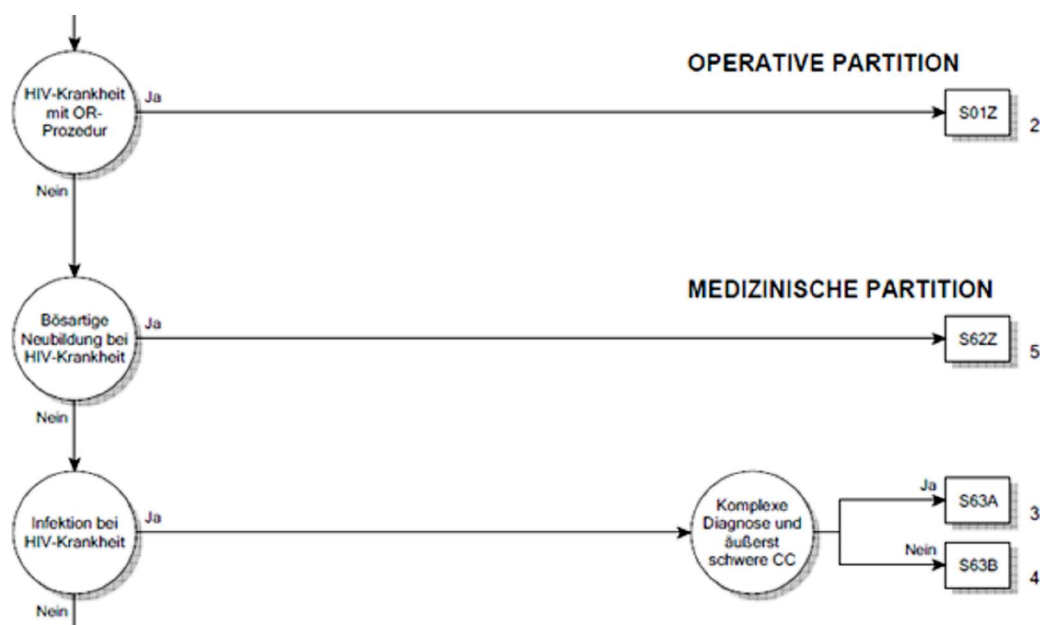 OPERATIVE PARTITION
HIV-Krankheit
mit OR-
Prozedur
Ja
S01Z
2
Nein
MEDIZINISCHE PARTITION
Bösartige
Neubildung bei
HIV-Krankheit
Ja
S62Z
5
Nein
Infektion bei
HIV-Krankheit
Ja
Komplexe
Diagnose und
äußerst
schwere CC
Ja
S63A
3
Nein
S63B
4
Nein